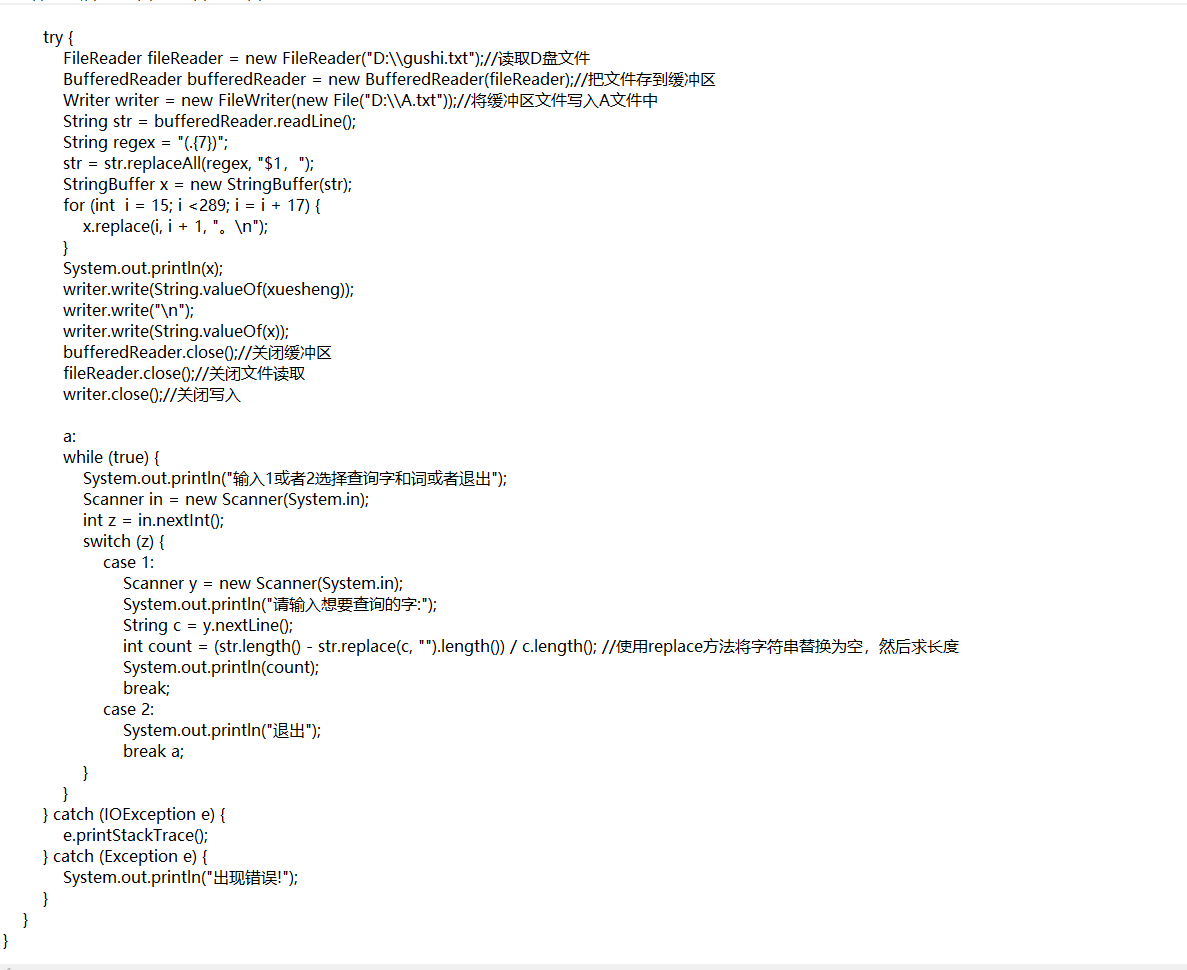 try {
FileReader fileReader = new FileReader("D:\\gushi.txt");//读取D盘文件
BufferedReader bufferedReader = new BufferedReader(fileReader);//把文件存到缓冲区
Writer writer = new FileWriter(new File("D:\\A.txt"));//将缓冲区文件写入A文件中
String str = bufferedReader.readLine();
String regex = "(.{7})";
str = str.replaceAll(regex, "$1，");
StringBuffer x = new StringBuffer(str);
for (int  i = 15; i <289; i = i + 17) {
x.replace(i, i + 1, "。\n");
}
System.out.println(x);
writer.write(String.valueOf(xuesheng));
writer.write("\n");
writer.write(String.valueOf(x));
bufferedReader.close();//关闭缓冲区
fileReader.close();//关闭文件读取
writer.close();//关闭写入
a:
while (true) {
System.out.println("输入1或者2选择查询字和词或者退出");
Scanner in = new Scanner(System.in);
int z = in.nextInt();
switch (z) {
case 1:
Scanner y = new Scanner(System.in);
System.out.println("请输入想要查询的字:");
String c = y.nextLine();
int count = (str.length() - str.replace(c, "").length()) / c.length(); //使用replace方法将字符串替换为空，然后求长度
System.out.println(count);
break;
case 2:
System.out.println("退出");
break a;
}
}
} catch (IOException e) {
e.printStackTrace();
} catch (Exception e) {
System.out.println("出现错误!");
}
}
}